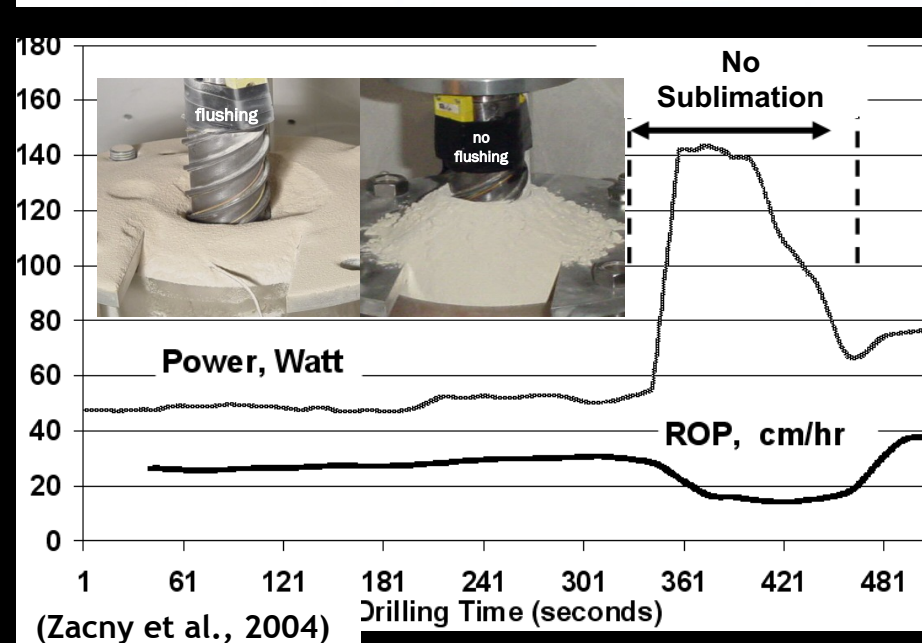 180
160
140
120
100
80
60
40
20
0
flushing
no
flushing
No
Sublimation
Power, Watt
ROP, cm/hr
1 61 121 181 241 301 361 421 481
Drilling Time (seconds)
(Zacny et al., 2004)